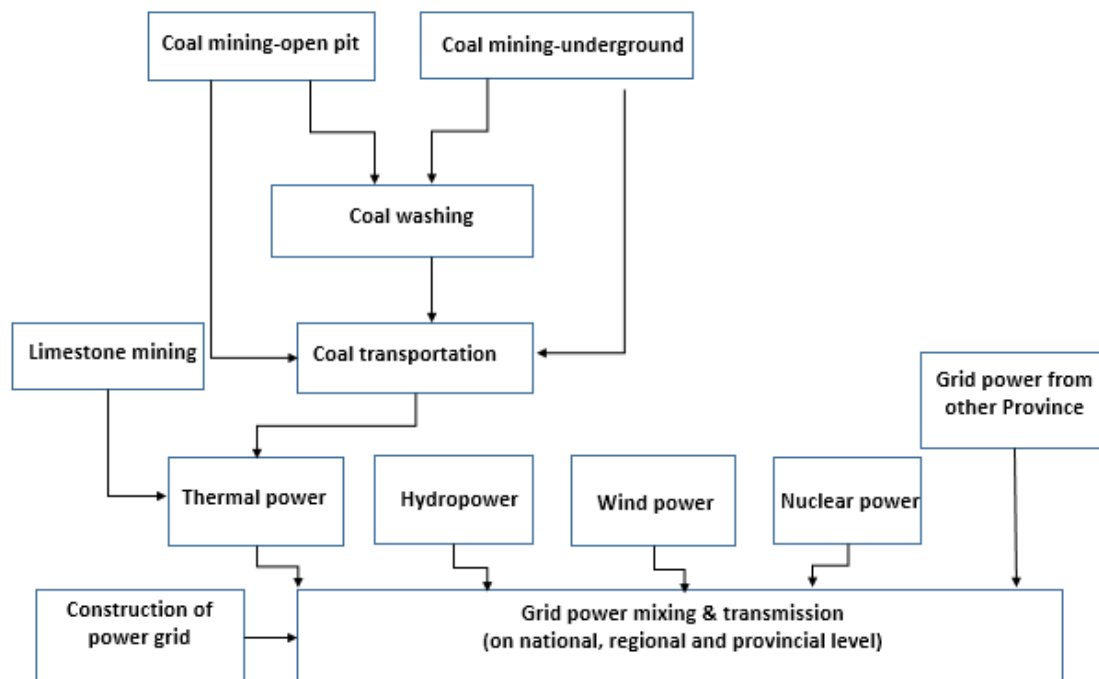 Coal mining-open pit
Coal mining-underground
Coal washing
Limestone mining
Coal transportation
Grid power from
other Province
Thermal power
Hydropower
Wind power
Nuclear power
Construction of
power grid
Grid power mixing & transmission
(on national, regional and provincial level)